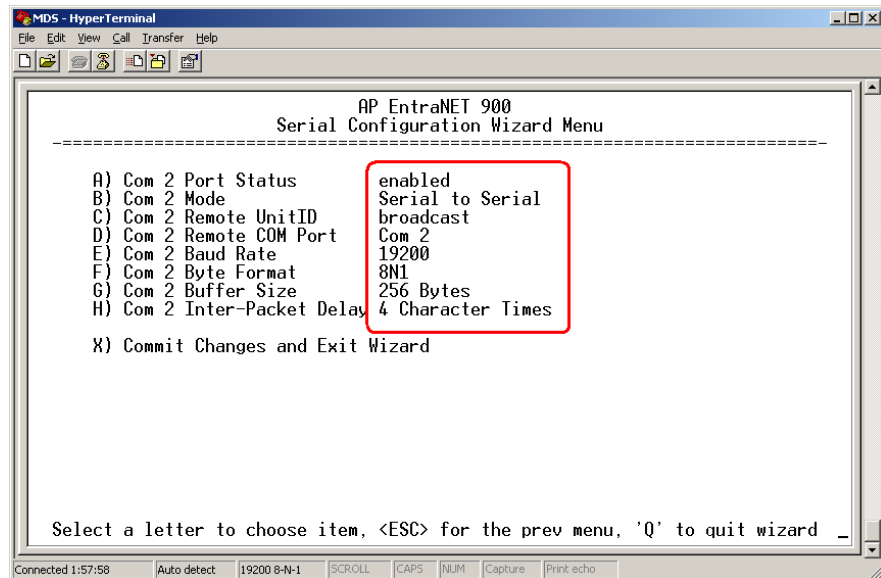 MDS - HyperTerminal
File Edit View Call Transfer Help
AP EntraNET 900
Serial Configuration Wizard Menu
-==========================================================================-
A) Com 2 Port Status enabled
B) Com 2 Mode Serial to Serial
C) Com 2 Remote UnitID broadcast
D) Com 2 Remote COM Port Com 2
E) Com 2 Baud Rate 19200
F) Com 2 Byte Format 8N1
G) Com 2 Buffer Size 256 Bytes
H) Com 2 Inter-Packet Delay 4 Character Times
X) Commit Changes and Exit Wizard
Select a letter to choose item, <ESC> for the prev menu, 'Q' to quit wizard _
Connected 1:57:58 Auto detect 19200 8-N-1 SCROLL CAPS NUM Capture Print echo